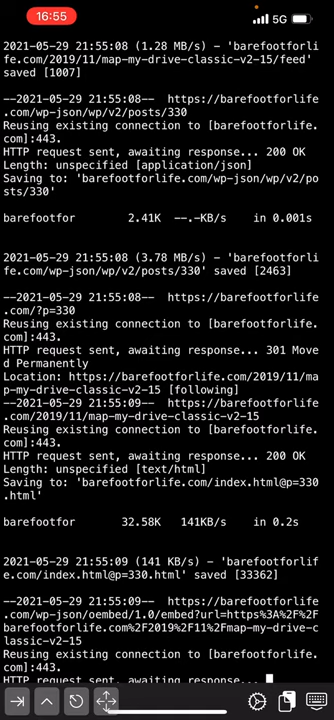 16:55
5G
2021-05-29 21:55:08 (1.28 MB/s) - 'barefootforli
fe.com/2019/11/map-my-drive-classic-v2-15/feed'
saved [1007]
--2021-05-29 21:55:08--  https://barefootforlife
.com/wp-json/wp/v2/posts/330
Reusing existing connection to [barefootforlife.
com]:443.
HTTP request sent, awaiting response... 200 OK
Length: unspecified [application/json]
Saving to: 'barefootforlife.com/wp-json/wp/v2/po
sts/330'
barefootfor 2.41K --.-KB/s in 0.001s
2021-05-29 21:55:08 (3.78 MB/s) - 'barefootforli
fe.com/wp-json/wp/v2/posts/330' saved [2463]
--2021-05-29 21:55:08--  https://barefootforlife
.com/?p=330
Reusing existing connection to [barefootforlife.
com]:443.
HTTP request sent, awaiting response... 301 Move
d Permanently
Location: https://barefootforlife.com/2019/11/ma
p-my-drive-classic-v2-15 [following]
--2021-05-29 21:55:09--  https://barefootforlife
.com/2019/11/map-my-drive-classic-v2-15
Reusing existing connection to [barefootforlife.
com]:443.
HTTP request sent, awaiting response... 200 OK
Length: unspecified [text/html]
Saving to: 'barefootforlife.com/index.html@p=330
.html'
barefootfor 32.58K 141KB/s in 0.2s
2021-05-29 21:55:09 (141 KB/s) - 'barefootforlif
e.com/index.html@p=330.html' saved [33362]
--2021-05-29 21:55:09--  https://barefootforlife
.com/wp-json/oembed/1.0/embed?url=https%3A%2F%2F
barefootforlife.com%2F2019%2F11%2Fmap-my-drive-c
lassic-v2-15
Reusing existing connection to [barefootforlife.
com]:443.
HTTP request sent, awaiting response...